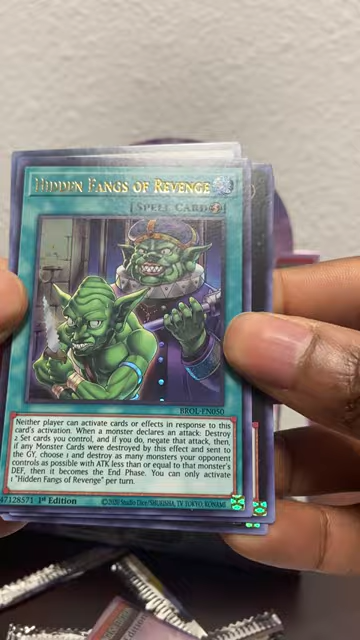 HIDDEN FANGS OF REVENGE
[SPELL CARD
BROL-EN050
Neither player can activate cards or effects in response to this
card's activation. When a monster declares an attack: Destroy
2 Set cards you control, and if you do, negate that attack, then,
if any Monster Cards were destroyed by this effect and sent to
the GY, choose 1 and destroy as many monsters your opponent
controls as possible with ATK less than or equal to that monster's
DEF, then it becomes the End Phase. You can only activate
1 "Hidden Fangs of Revenge" per turn.
47128571 1st Edition
©2020 Studio Dice/SHUEISHA, TV TOKYO, KONAMI